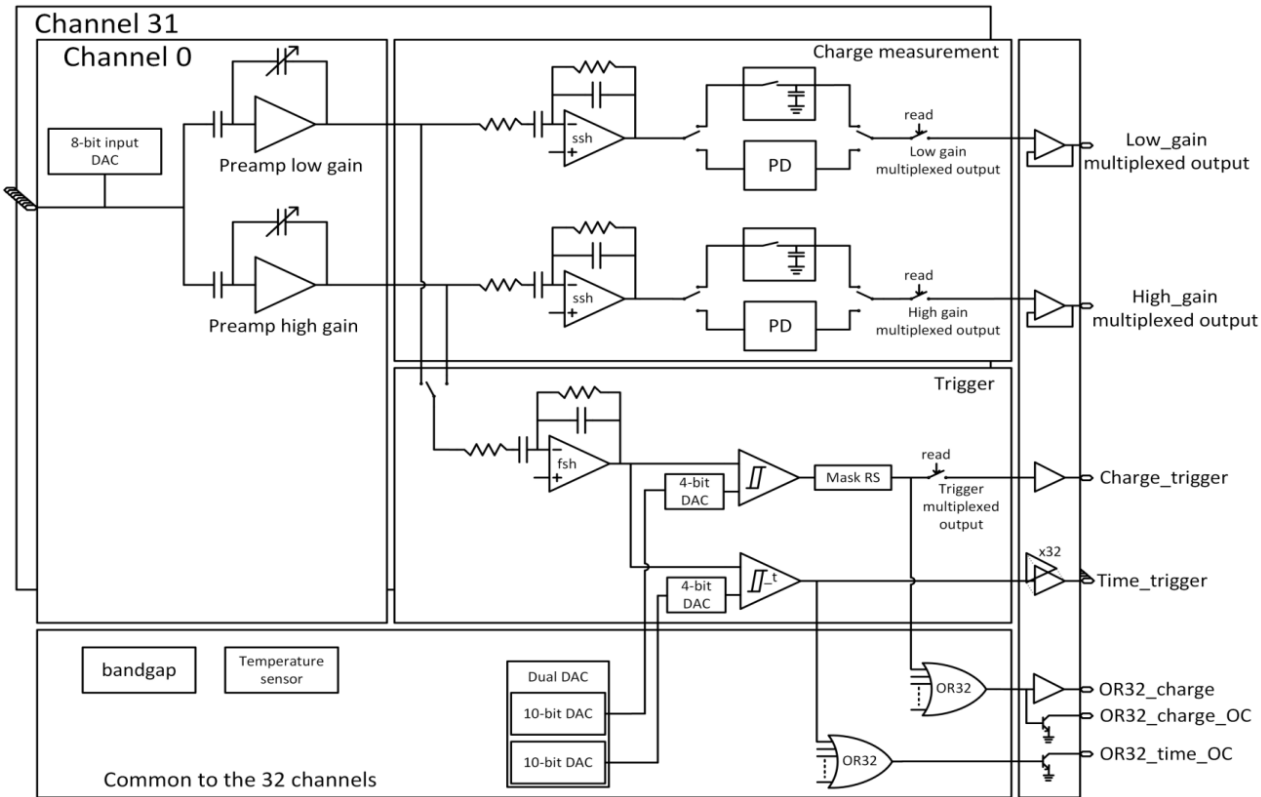 Channel 31
Channel 0
8-bit input
DAC
Preamp low gain
Preamp high gain
Charge measurement
ssh
PD
read
Low gain
multiplexed output
Low_gain
multiplexed output
ssh
PD
read
High gain
multiplexed output
High_gain
multiplexed output
Trigger
fsh
4-bit
DAC
Mask RS
read
Trigger
multiplexed
output
Charge_trigger
4-bit
DAC
_t
x32
Time_trigger
bandgap
Temperature
sensor
Dual DAC
10-bit DAC
10-bit DAC
OR32
OR32
OR32_charge
OR32_charge_OC
OR32_time_OC
Common to the 32 channels